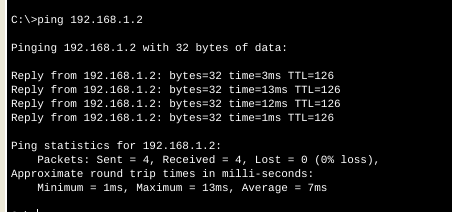 C:\>ping 192.168.1.2
Pinging 192.168.1.2 with 32 bytes of data:
Reply from 192.168.1.2: bytes=32 time=3ms TTL=126
Reply from 192.168.1.2: bytes=32 time=13ms TTL=126
Reply from 192.168.1.2: bytes=32 time=12ms TTL=126
Reply from 192.168.1.2: bytes=32 time=1ms TTL=126
Ping statistics for 192.168.1.2:
    Packets: Sent = 4, Received = 4, Lost = 0 (0% loss),
Approximate round trip times in milli-seconds:
    Minimum = 1ms, Maximum = 13ms, Average = 7ms